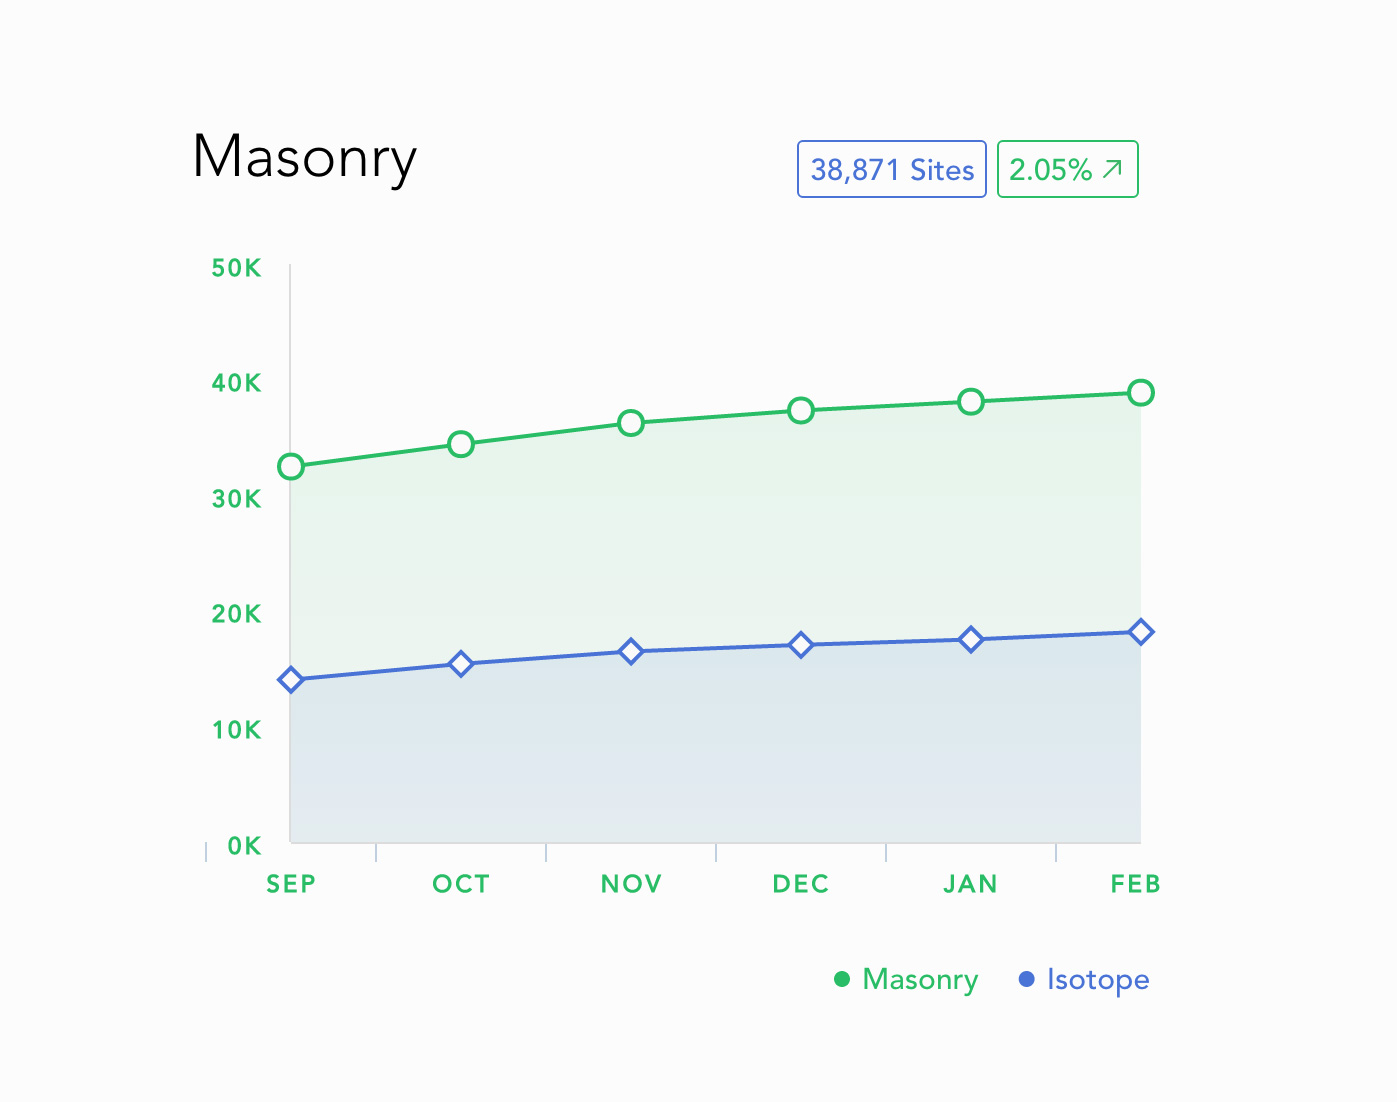 Masonry
38,871 Sites
2.05%
50K
40K
30K
20K
10K
0K
SEP OCT NOV DEC JAN FEB
Masonry Isotope